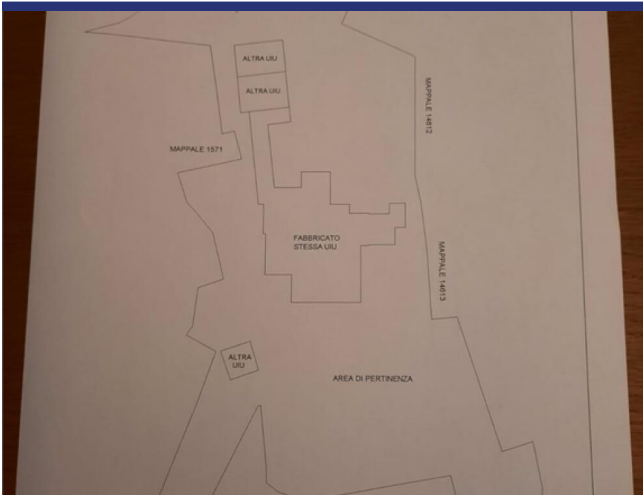 ALTRA UIU
ALTRA UIU
MAPPALE 14612
MAPPALE 1571
FABBRICATO
STESSA UIU
MAPPALE 14613
ALTRA
UIU
AREA DI PERTINENZA